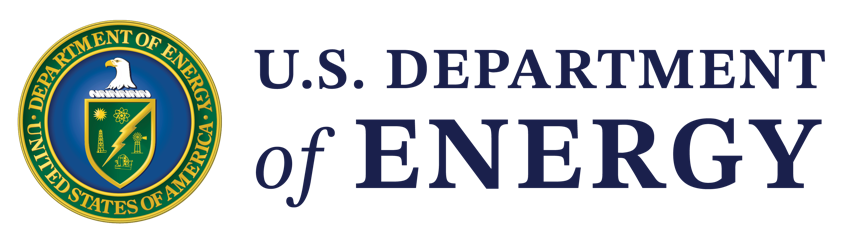 · DEPARTMENT OF ENERGY ·
UNITED STATES OF AMERICA
U.S. DEPARTMENT
of ENERGY